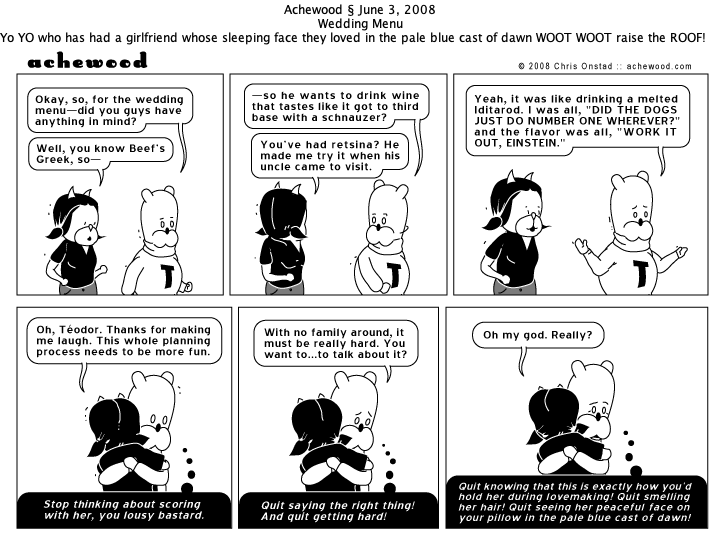 Achewood § June 3, 2008
Wedding Menu
Yo YO who has had a girlfriend whose sleeping face they loved in the pale blue cast of dawn WOOT WOOT raise the ROOF!
achewood
© 2008 Chris Onstad :: achewood.com
Okay, so, for the wedding
menu—did you guys have
anything in mind?
Well, you know Beef's
Greek, so—
—so he wants to drink wine
that tastes like it got to third
base with a schnauzer?
You've had retsina? He
made me try it when his
uncle came to visit.
Yeah, it was like drinking a melted
Iditarod. I was all, "DID THE DOGS
JUST DO NUMBER ONE WHEREVER?"
and the flavor was all, "WORK IT
OUT, EINSTEIN."
T
T
T
Oh, Téodor. Thanks for making
me laugh. This whole planning
process needs to be more fun.
Stop thinking about scoring
with her, you lousy bastard.
With no family around, it
must be really hard. You
want to...to talk about it?
Quit saying the right thing!
And quit getting hard!
Oh my god. Really?
Quit knowing that this is exactly how you'd
hold her during lovemaking! Quit smelling
her hair! Quit seeing her peaceful face on
your pillow in the pale blue cast of dawn!